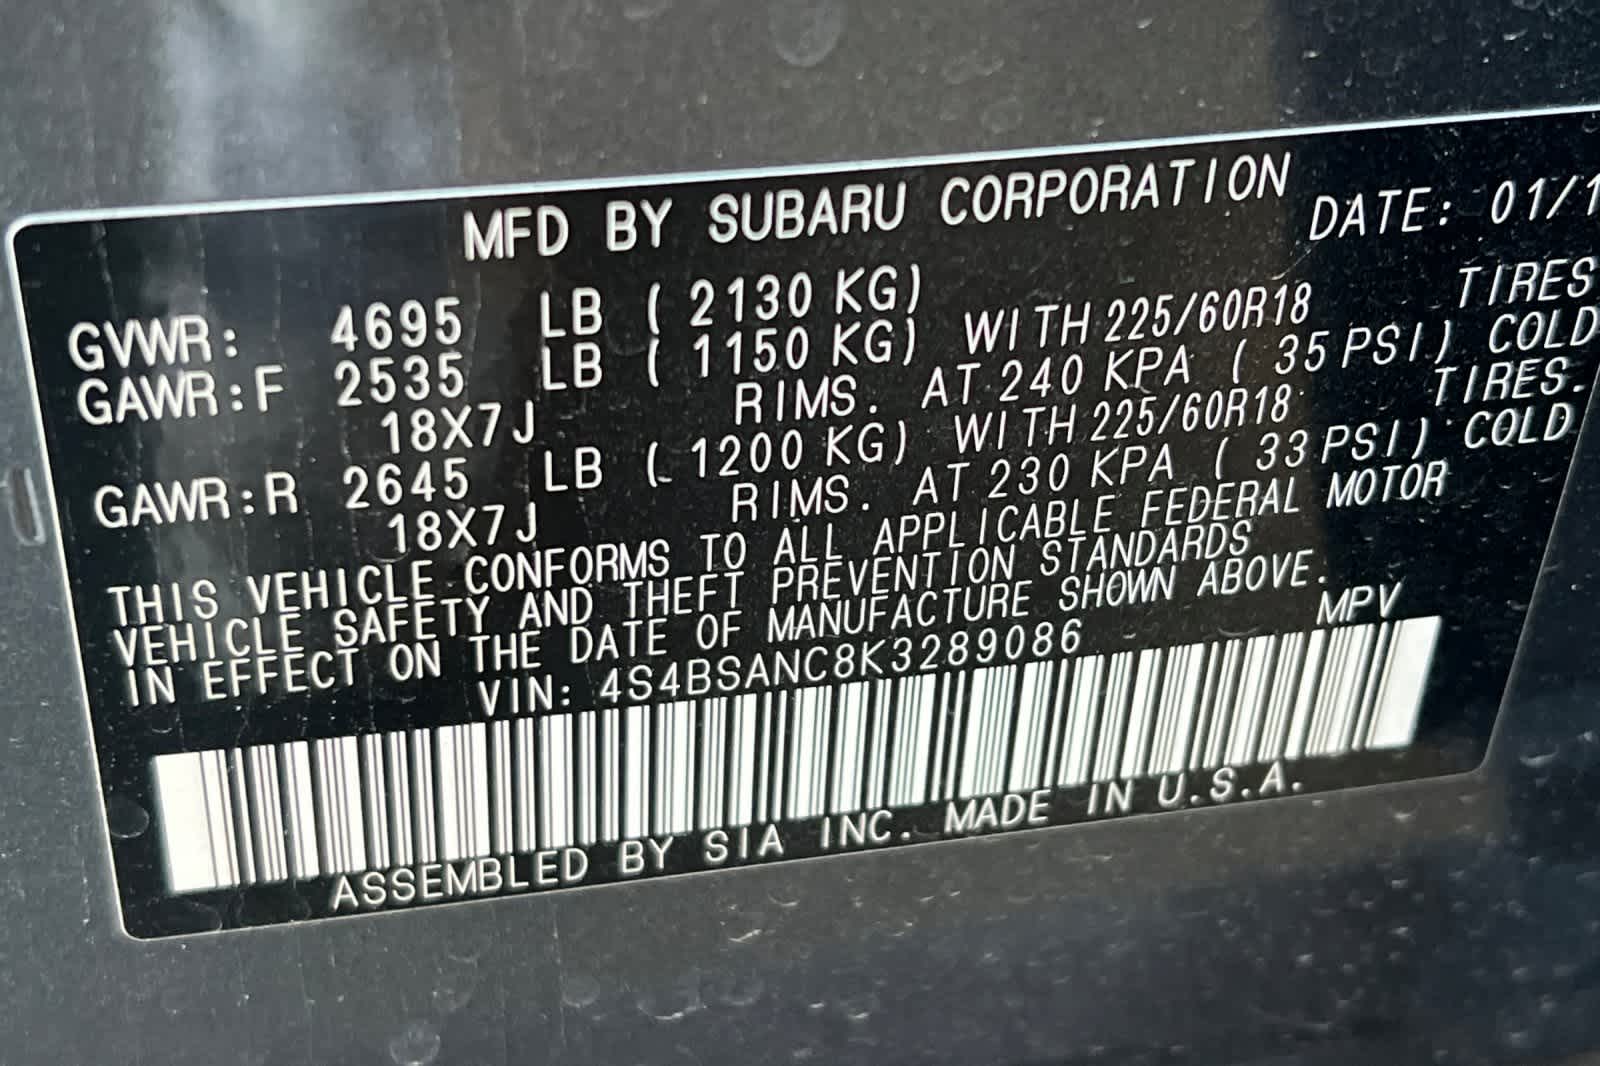 MFD BY SUBARU CORPORATION
DATE: 01/1
GVWR: 4695 LB ( 2130 KG)
GAWR:F 2535 LB ( 1150 KG) WITH 225/60R18 TIRES
18X7J RIMS. AT 240 KPA ( 35 PSI) COLD
GAWR:R 2645 LB ( 1200 KG) WITH 225/60R18 TIRES.
18X7J RIMS. AT 230 KPA ( 33 PSI) COLD
THIS VEHICLE CONFORMS TO ALL APPLICABLE FEDERAL MOTOR
VEHICLE SAFETY AND THEFT PREVENTION STANDARDS
IN EFFECT ON THE DATE OF MANUFACTURE SHOWN ABOVE.
VIN: 4S4BSANC8K3289086 MPV
ASSEMBLED BY SIA INC. MADE IN U.S.A.